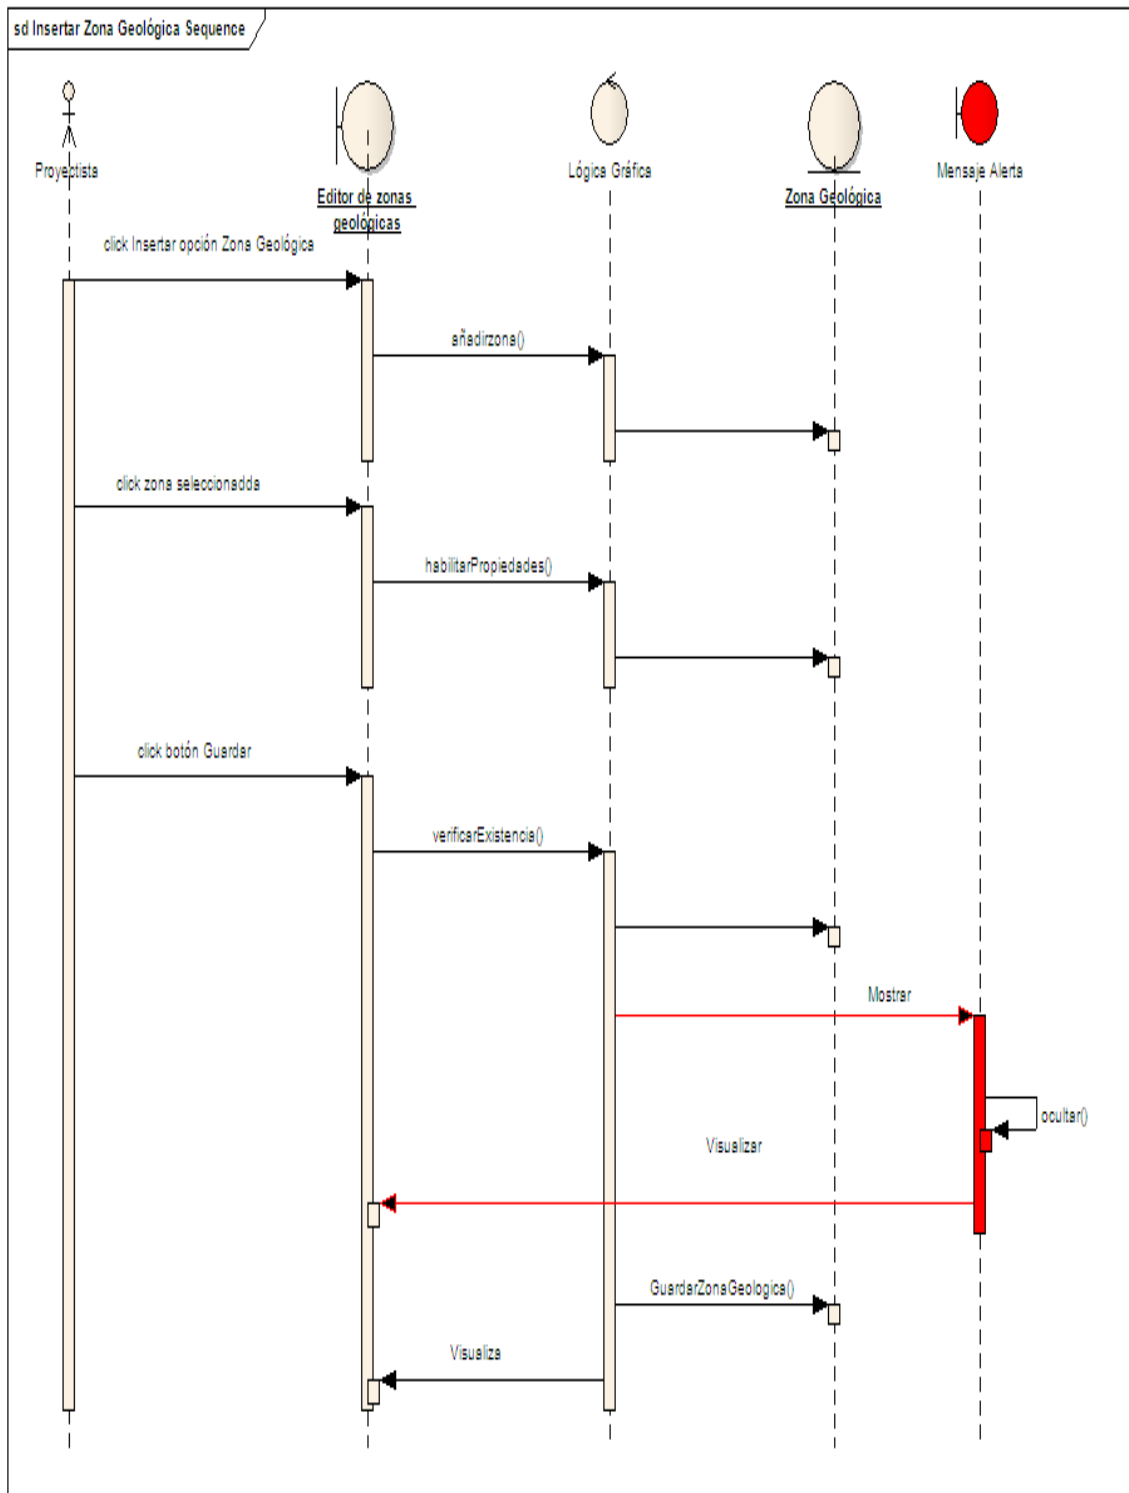 sd Insertar Zona Geológica Sequence
Proyectista
Editor de zonas
geológicas
Lógica Gráfica
Zona Geológica
Mensaje Alerta
click Insertar opción Zona Geológica
añadirzona()
click zona seleccionadda
habilitarPropiedades()
click botón Guardar
verificarExistencia()
Mostrar
ocultar()
Visualizar
GuardarZonaGeologica()
Visualiza